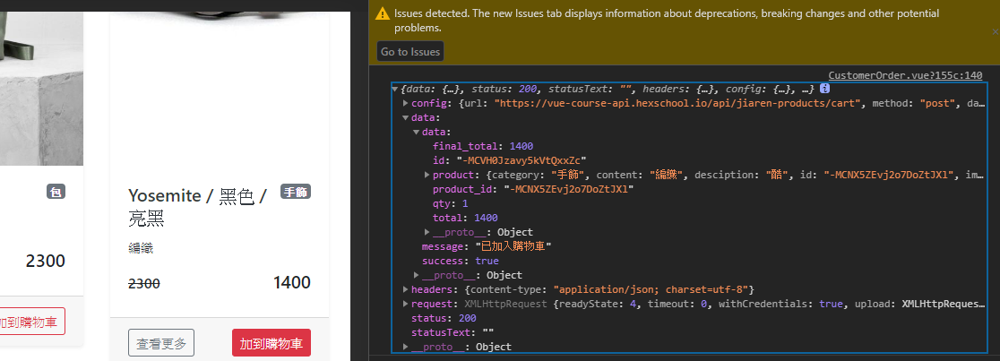 包
2300
加到購物車
Yosemite / 黑色 /
亮黑
手飾
編織
2300
1400
查看更多
加到購物車
Issues detected. The new Issues tab displays information about deprecations, breaking changes and other potential
problems.
Go to Issues
CustomerOrder.vue?155c:140
{data: {…}, status: 200, statusText: "", headers: {…}, config: {…}, …}
config: {url: "https://vue-course-api.hexschool.io/api/jiaren-products/cart", method: "post", da…
data:
data:
final_total: 1400
id: "-MCVH0Jzavy5kVtQxxZc"
product: {category: "手飾", content: "編織", desciption: "酷", id: "-MCNX5ZEvj2o7DoZtJXl", im…
product_id: "-MCNX5ZEvj2o7DoZtJXl"
qty: 1
total: 1400
__proto__: Object
message: "已加入購物車"
success: true
__proto__: Object
headers: {content-type: "application/json; charset=utf-8"}
request: XMLHttpRequest {readyState: 4, timeout: 0, withCredentials: true, upload: XMLHttpReques…
status: 200
statusText: ""
__proto__: Object